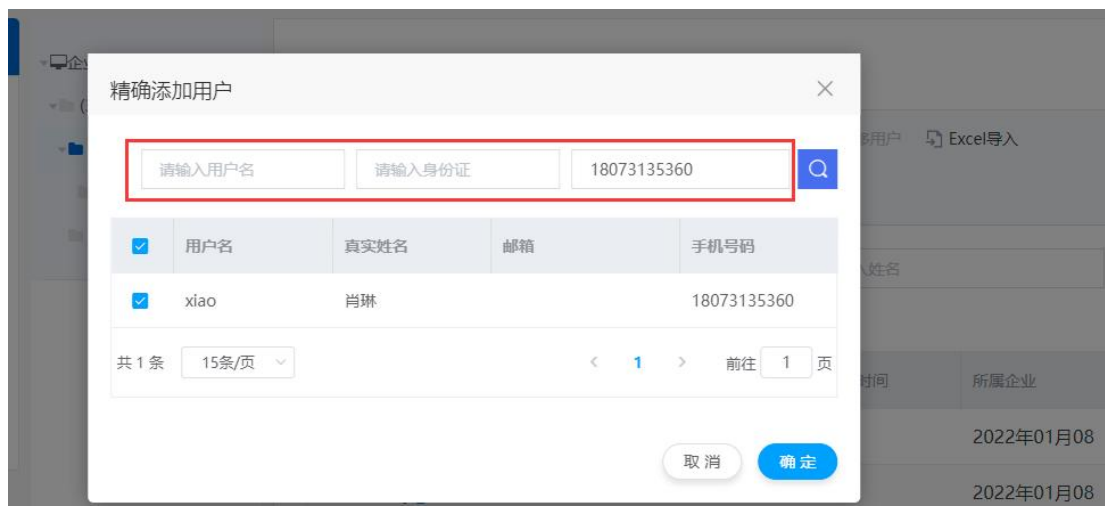 精确添加用户
请输入用户名 请输入身份证 18073135360
Excel导入
用户名 真实姓名 邮箱 手机号码
xiao 肖琳 18073135360
共 1 条 15条/页 1 前往 1 页
所属企业
取 消 确 定
2022年01月08
2022年01月08